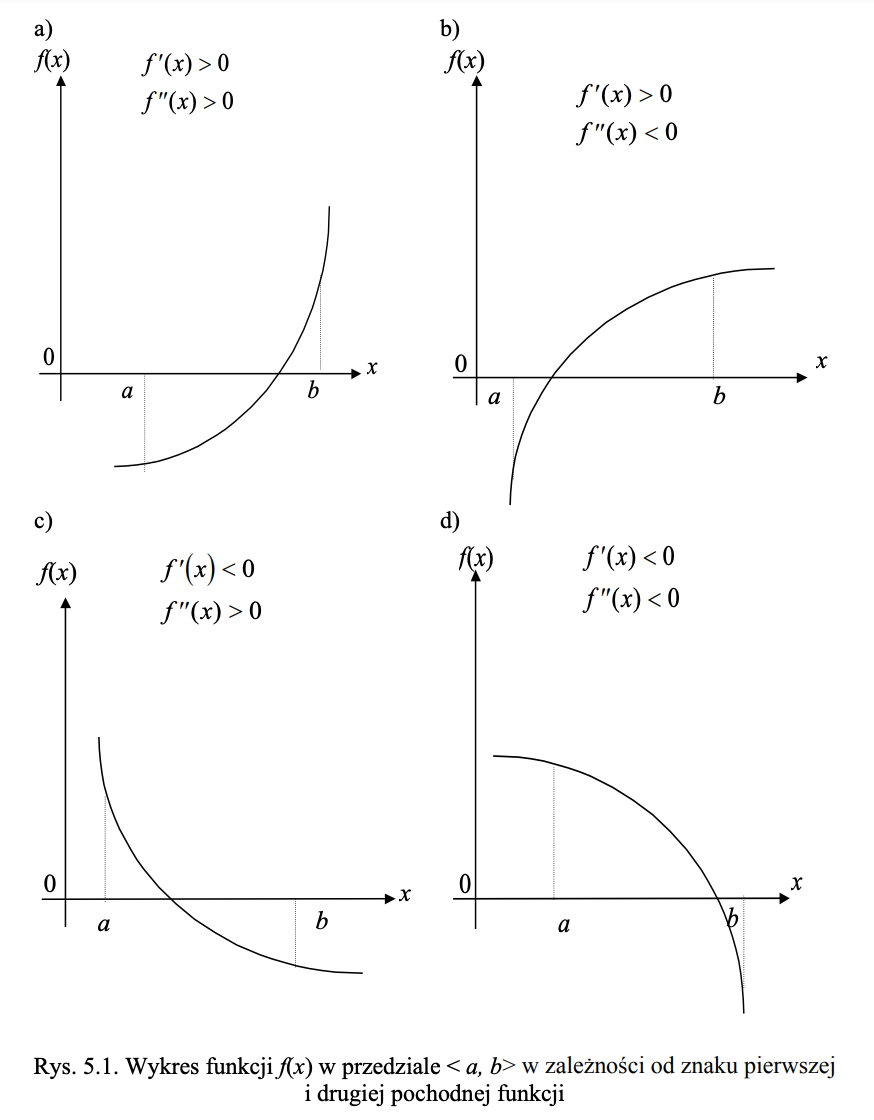 a)
f(x)
f'(x) > 0
f''(x) > 0
0
a
b
x
b)
f(x)
f'(x) > 0
f''(x) < 0
0
a
b
x
c)
f(x)
f'(x) < 0
f''(x) > 0
0
a
b
x
d)
f(x)
f'(x) < 0
f''(x) < 0
0
a
b
x
Rys. 5.1. Wykres funkcji f(x) w przedziale < a, b> w zależności od znaku pierwszej
i drugiej pochodnej funkcji